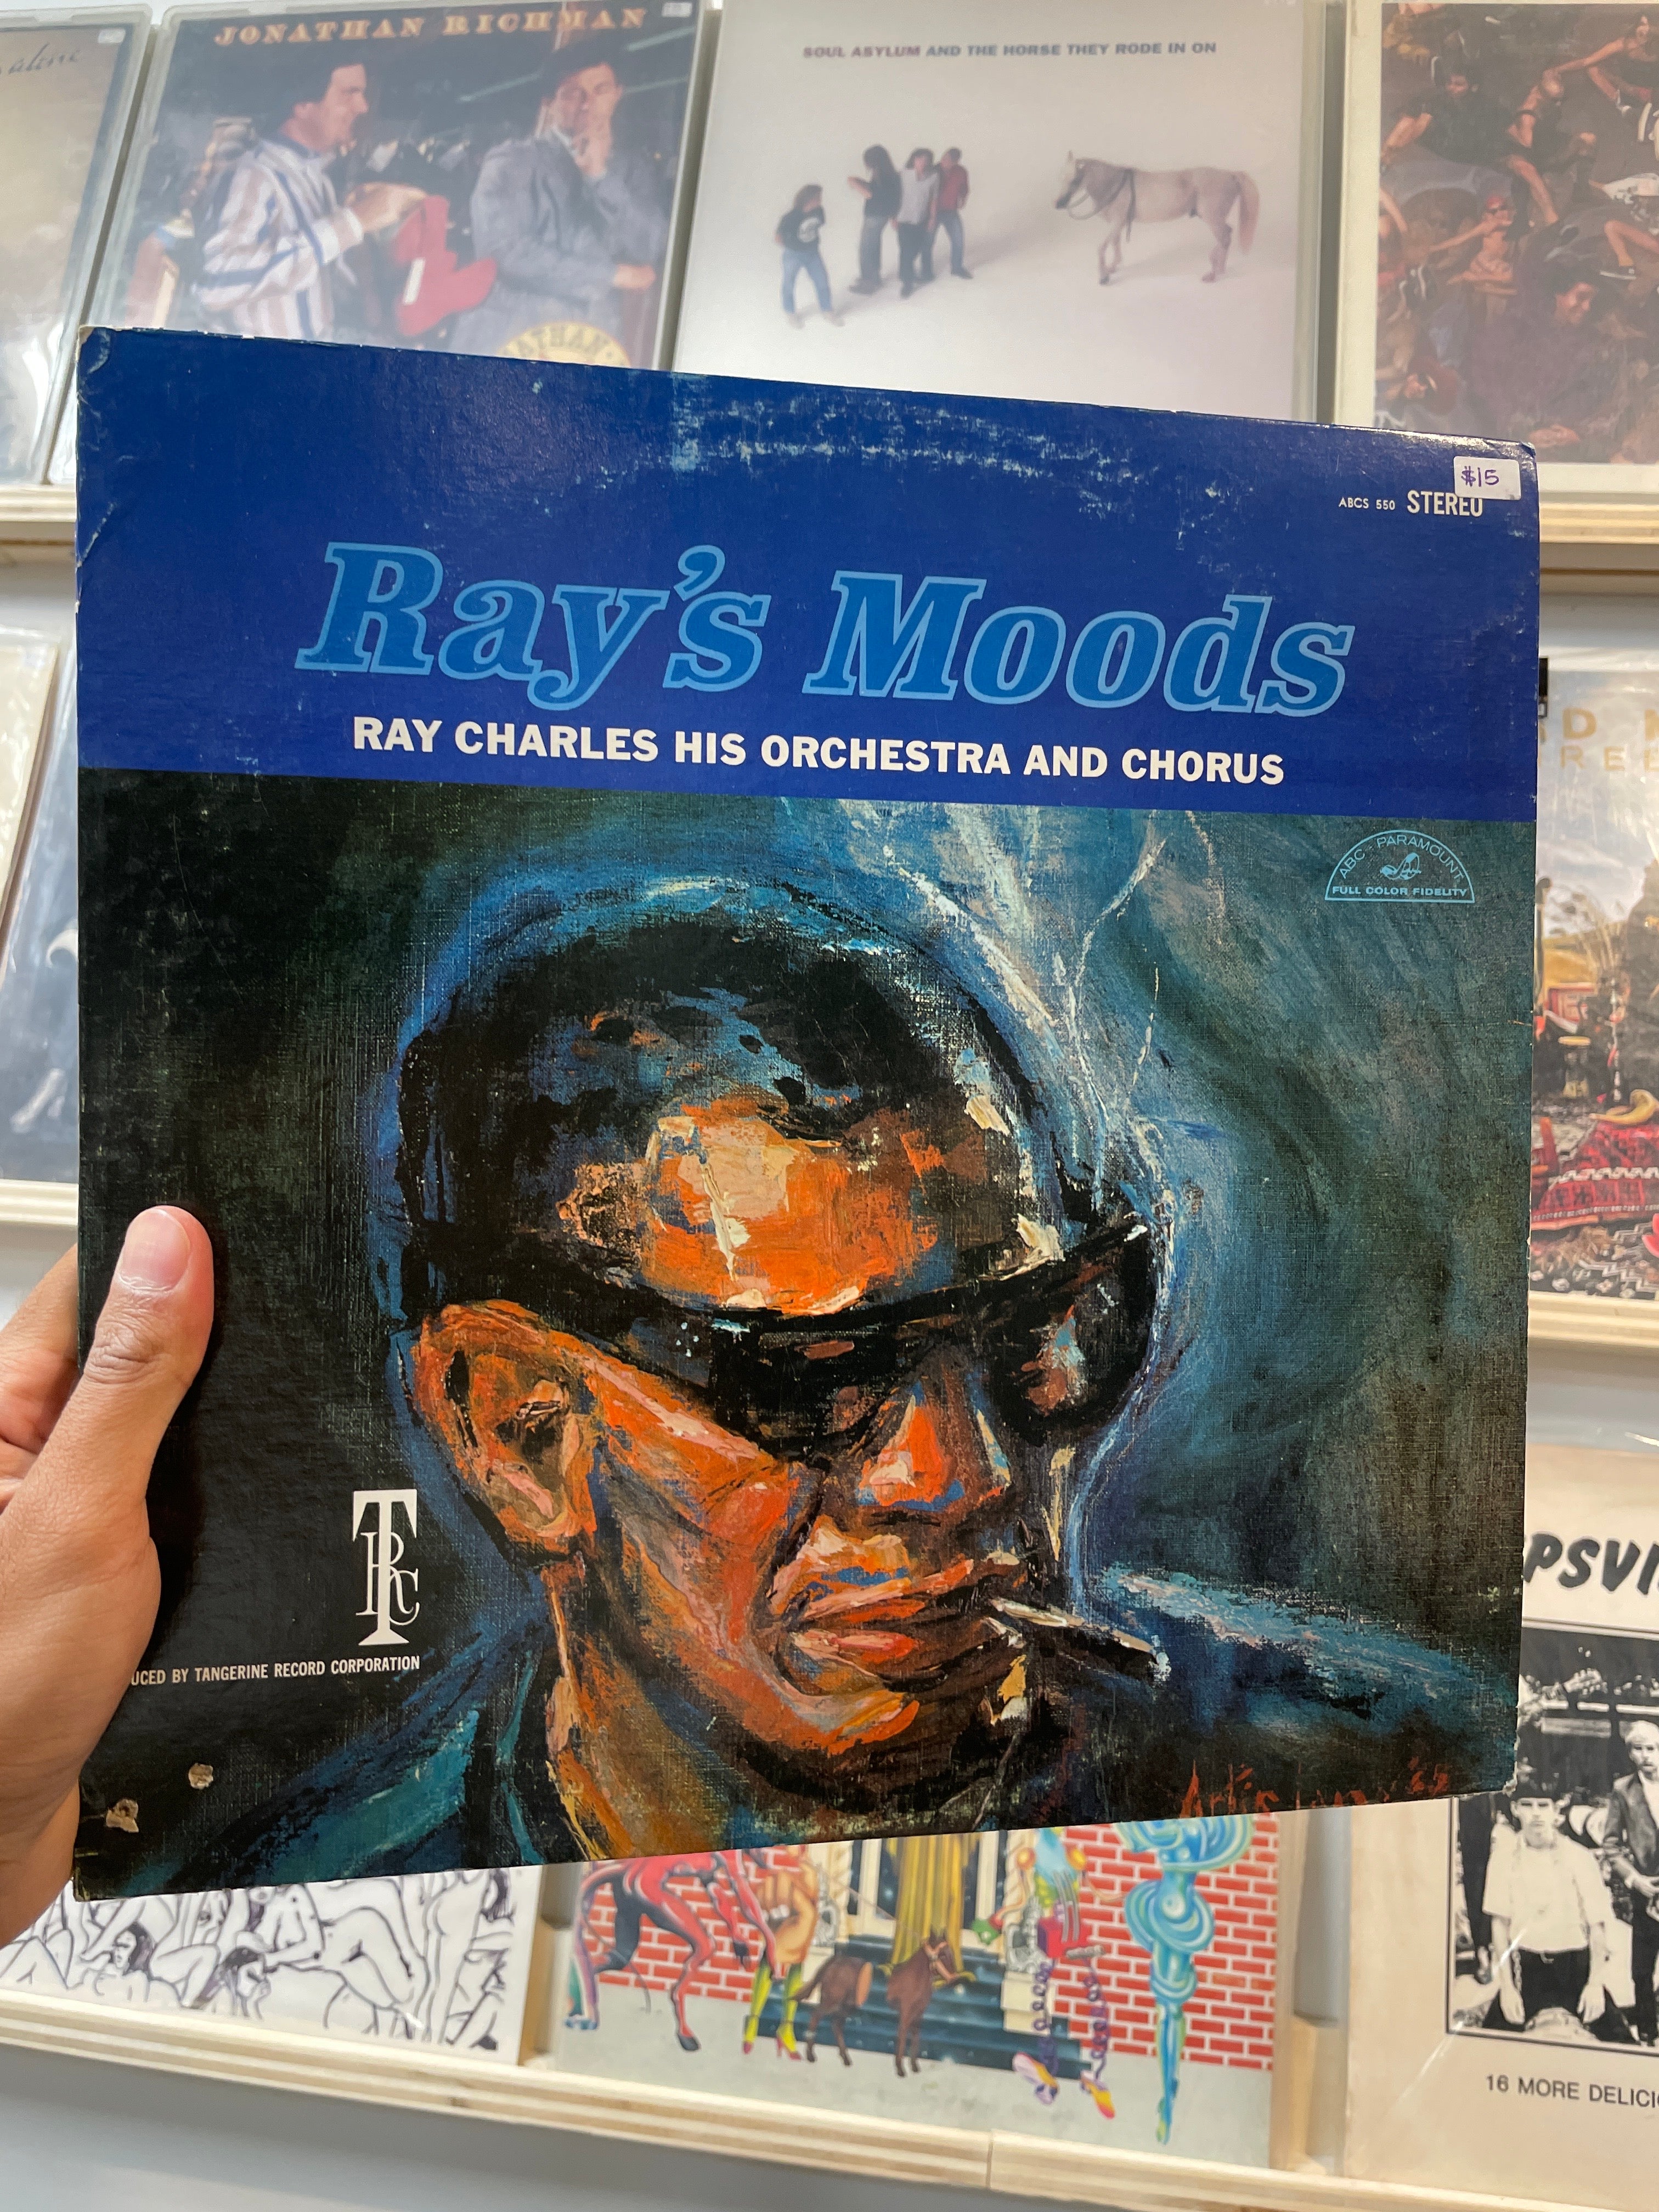 JONATHAN RICHMAN
SOUL ASYLUM AND THE HORSE THEY RODE IN ON
$15
ABCS 550 STEREO
Ray's Moods
RAY CHARLES HIS ORCHESTRA AND CHORUS
ABC-PARAMOUNT
FULL COLOR FIDELITY
TRC
UCED BY TANGERINE RECORD CORPORATION
PSVI
16 MORE DELICI